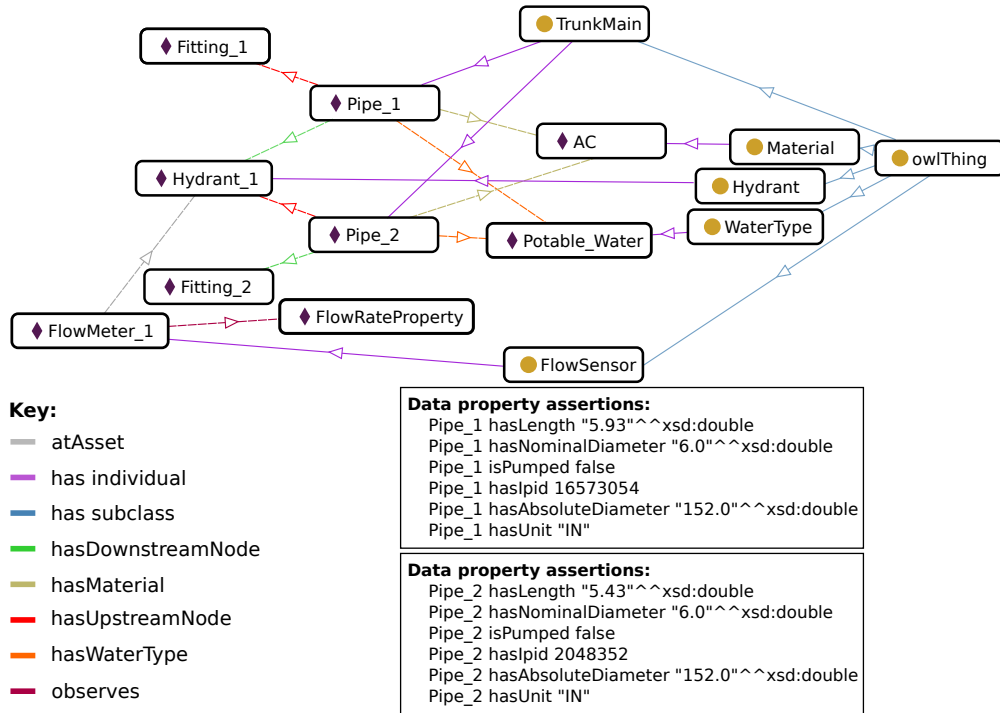 TrunkMain
Fitting_1
Pipe_1
AC
Material
owlThing
Hydrant_1
Hydrant
Pipe_2
Potable_Water
WaterType
Fitting_2
FlowMeter_1
FlowRateProperty
FlowSensor
Key:
atAsset
has individual
has subclass
hasDownstreamNode
hasMaterial
hasUpstreamNode
hasWaterType
observes
Data property assertions:
Pipe_1 hasLength "5.93"^^xsd:double
Pipe_1 hasNominalDiameter "6.0"^^xsd:double
Pipe_1 isPumped false
Pipe_1 hasIpid 16573054
Pipe_1 hasAbsoluteDiameter "152.0"^^xsd:double
Pipe_1 hasUnit "IN"
Data property assertions:
Pipe_2 hasLength "5.43"^^xsd:double
Pipe_2 hasNominalDiameter "6.0"^^xsd:double
Pipe_2 isPumped false
Pipe_2 hasIpid 2048352
Pipe_2 hasAbsoluteDiameter "152.0"^^xsd:double
Pipe_2 hasUnit "IN"